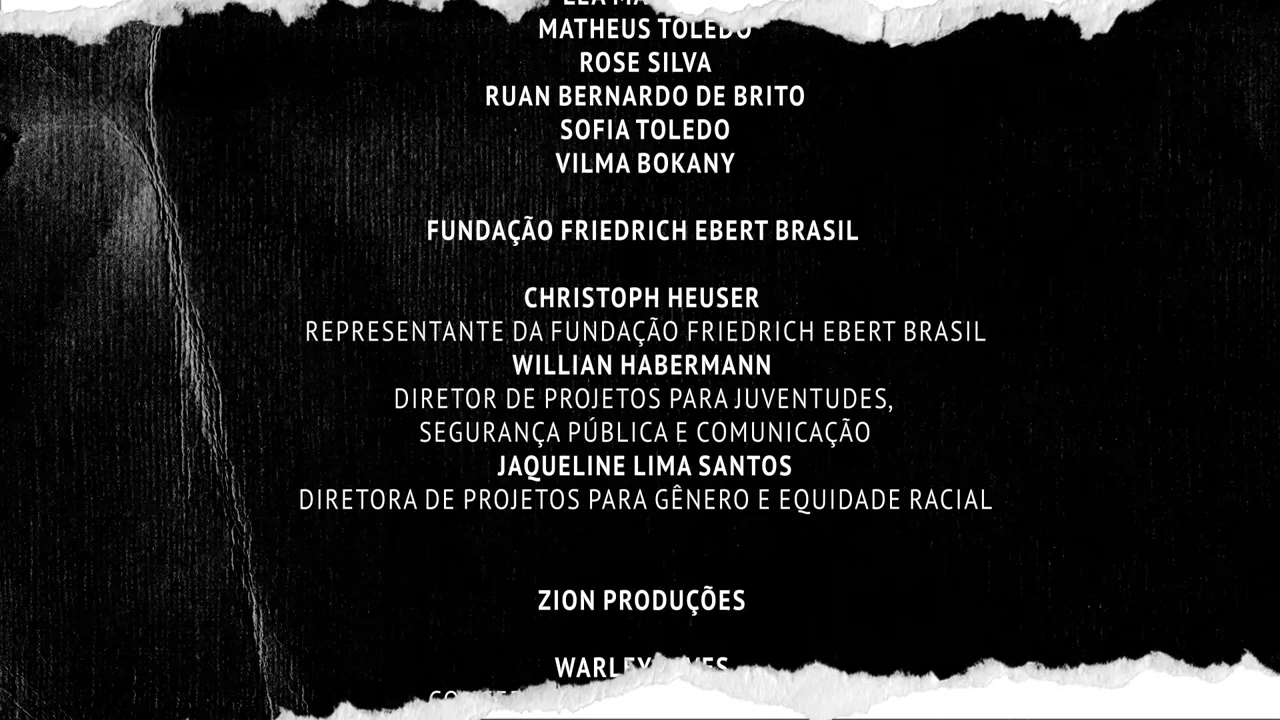 MATHEUS TOLEDO
ROSE SILVA
RUAN BERNARDO DE BRITO
SOFIA TOLEDO
VILMA BOKANY
FUNDAÇÃO FRIEDRICH EBERT BRASIL
CHRISTOPH HEUSER
REPRESENTANTE DA FUNDAÇÃO FRIEDRICH EBERT BRASIL
WILLIAN HABERMANN
DIRETOR DE PROJETOS PARA JUVENTUDES,
SEGURANÇA PÚBLICA E COMUNICAÇÃO
JAQUELINE LIMA SANTOS
DIRETORA DE PROJETOS PARA GÊNERO E EQUIDADE RACIAL
ZION PRODUÇÕES